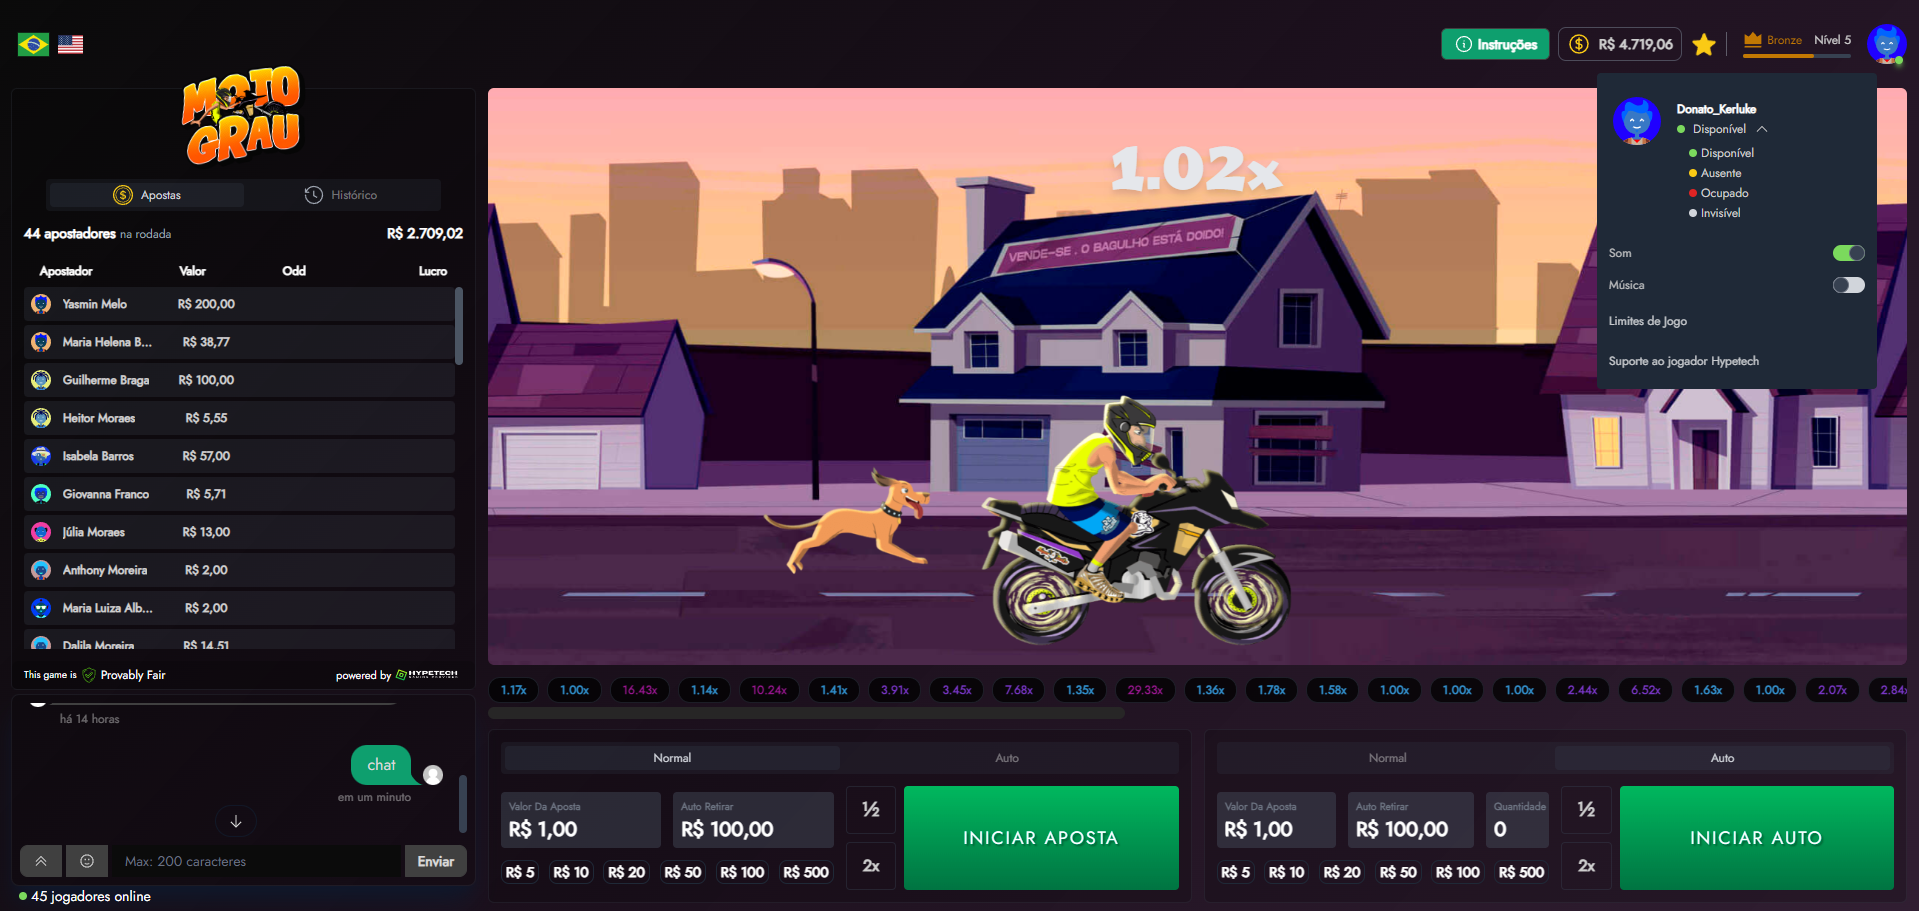 Instruções
R$ 4.719,06
Bronze
Nível 5
MOTO
GRAU
Apostas
Histórico
44 apostadores na rodada
R$ 2.709,02
Apostador Valor Odd Lucro
Yasmin Melo R$ 200,00
Maria Helena B... R$ 38,77
Guilherme Braga R$ 100,00
Heitor Moraes R$ 5,55
Isabela Barros R$ 57,00
Giovanna Franco R$ 5,71
Júlia Moraes R$ 13,00
Anthony Moreira R$ 2,00
Maria Luiza Alb... R$ 2,00
Dalila Moreira R$ 14,51
This game is Provably Fair
powered by HYPETECH
há 14 horas
chat
em um minuto
Max: 200 caracteres
Enviar
45 jogadores online
1.02x
VENDE-SE . O BAGULHO ESTÁ DOIDO!
Donato_Kerluke
Disponível
Disponível
Ausente
Ocupado
Invisível
Som
Música
Limites de Jogo
Suporte ao jogador Hypetech
1.17x 1.00x 16.43x 1.14x 10.24x 1.41x 3.91x 3.45x 7.68x 1.35x 29.33x 1.36x 1.78x 1.58x 1.00x 1.00x 1.00x 2.44x 6.52x 1.63x 1.00x 2.07x 2.84x
Normal
Auto
Valor Da Aposta
R$ 1,00
Auto Retirar
R$ 100,00
½
2x
INICIAR APOSTA
R$ 5 R$ 10 R$ 20 R$ 50 R$ 100 R$ 500
Normal
Auto
Valor Da Aposta
R$ 1,00
Auto Retirar
R$ 100,00
Quantidade
0
½
2x
INICIAR AUTO
R$ 5 R$ 10 R$ 20 R$ 50 R$ 100 R$ 500